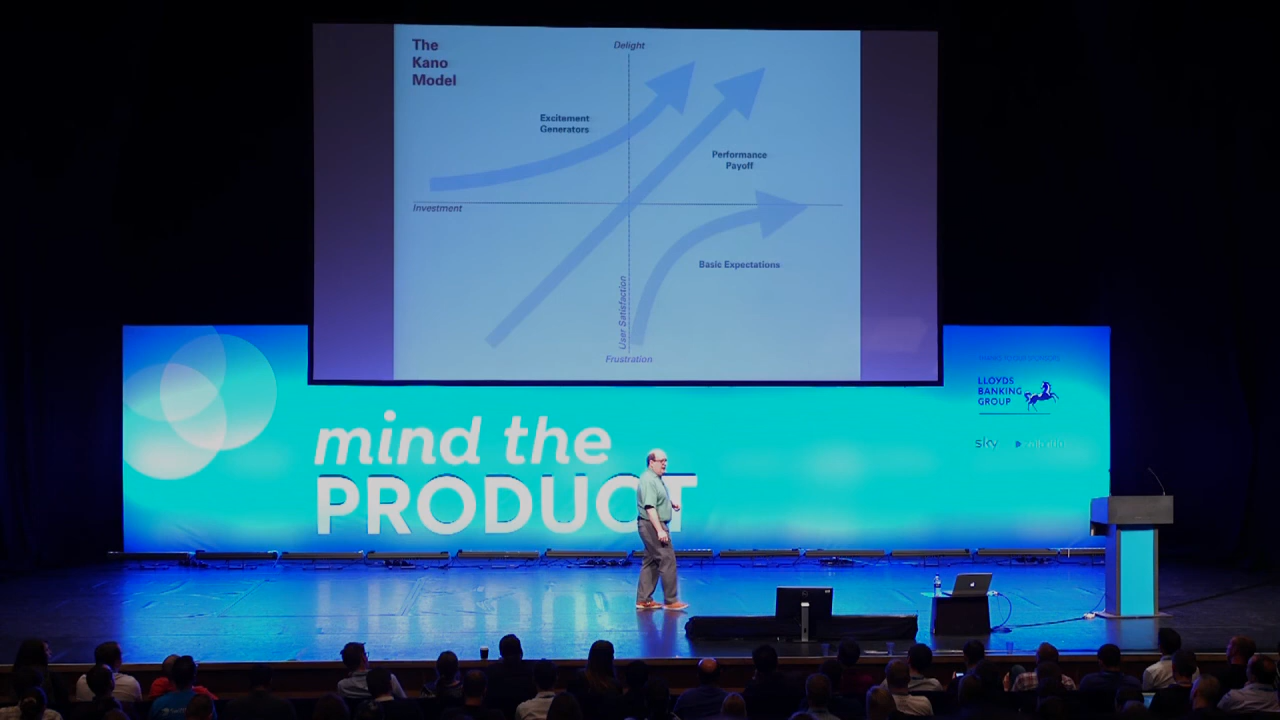 The
Kano
Model
Delight
Excitement
Generators
Performance
Payoff
Investment
Basic Expectations
User Satisfaction
Frustration
LLOYDS
BANKING
GROUP
sky
mind the
PRODUCT